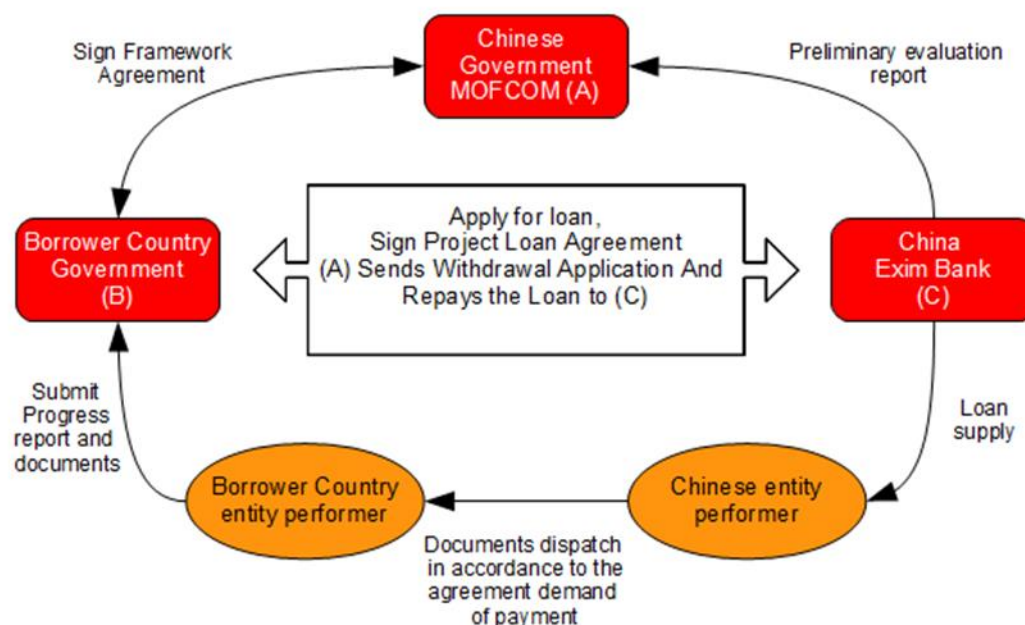 Sign Framework
Agreement
Chinese
Government
MOFCOM (A)
Preliminary evaluation
report
Borrower Country
Government
(B)
Apply for loan,
Sign Project Loan Agreement
(A) Sends Withdrawal Application And
Repays the Loan to (C)
China
Exim Bank
(C)
Submit
Progress
report and
documents
Loan
supply
Borrower Country
entity performer
Chinese entity
performer
Documents dispatch
in accordance to the
agreement demand
of payment